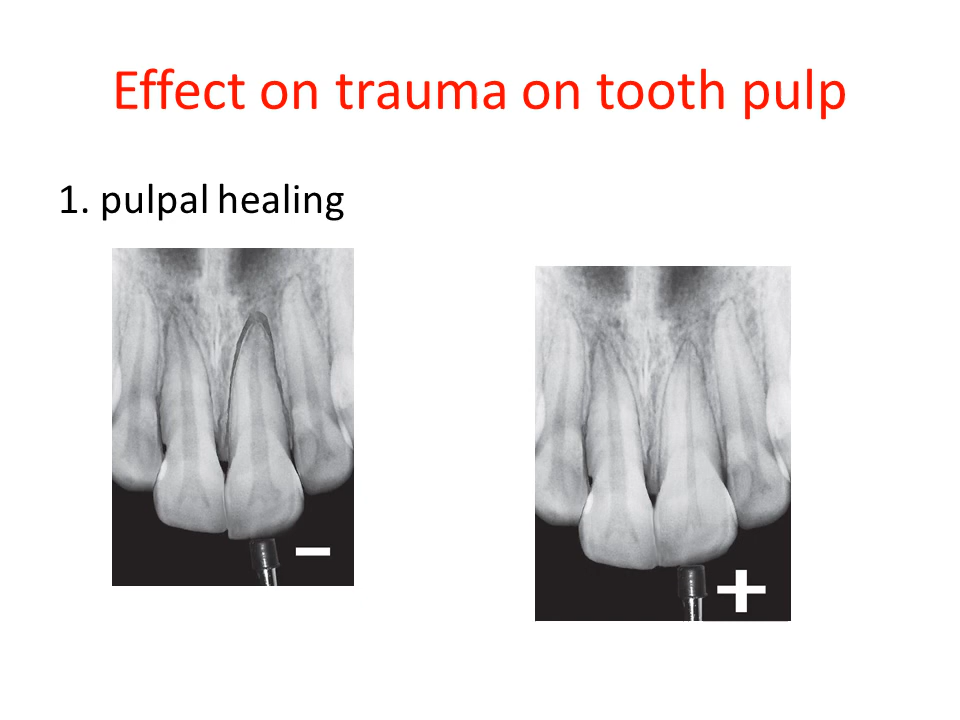 Effect on trauma on tooth pulp
1. pulpal healing
–
+